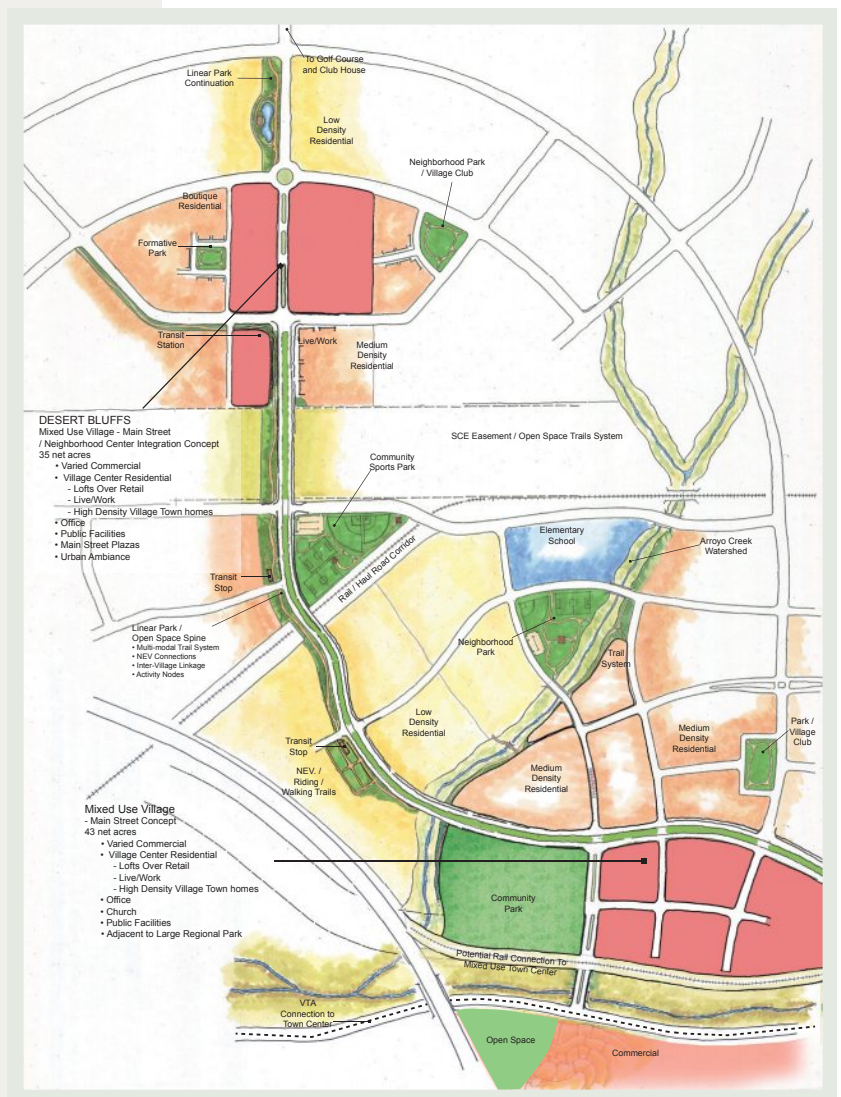 To Golf Course
and Club House
Linear Park
Continuation
Low
Density
Residential
Neighborhood Park
/ Village Club
Boutique
Residential
Formative
Park
Transit
Station
Live/Work
Medium
Density
Residential
DESERT BLUFFS
Mixed Use Village - Main Street
/ Neighborhood Center Integration Concept
35 net acres
• Varied Commercial
• Village Center Residential
- Lofts Over Retail
- Live/Work
- High Density Village Town homes
• Office
• Public Facilities
• Main Street Plazas
• Urban Ambiance
SCE Easement / Open Space Trails System
Community
Sports Park
Elementary
School
Arroyo Creek
Watershed
Rail / Haul Road Corridor
Transit
Stop
Linear Park /
Open Space Spine
• Multi-modal Trail System
• NEV Connections
• Inter-Village Linkage
• Activity Nodes
Neighborhood
Park
Trail
System
Low
Density
Residential
Medium
Density
Residential
Park /
Village
Club
Transit
Stop
NEV. /
Riding /
Walking Trails
Medium
Density
Residential
Mixed Use Village
- Main Street Concept
43 net acres
• Varied Commercial
• Village Center Residential
- Lofts Over Retail
- Live/Work
- High Density Village Town homes
• Office
• Church
• Public Facilities
• Adjacent to Large Regional Park
Community
Park
Potential Rail Connection To
Mixed Use Town Center
VTA
Connection to
Town Center
Open Space
Commercial